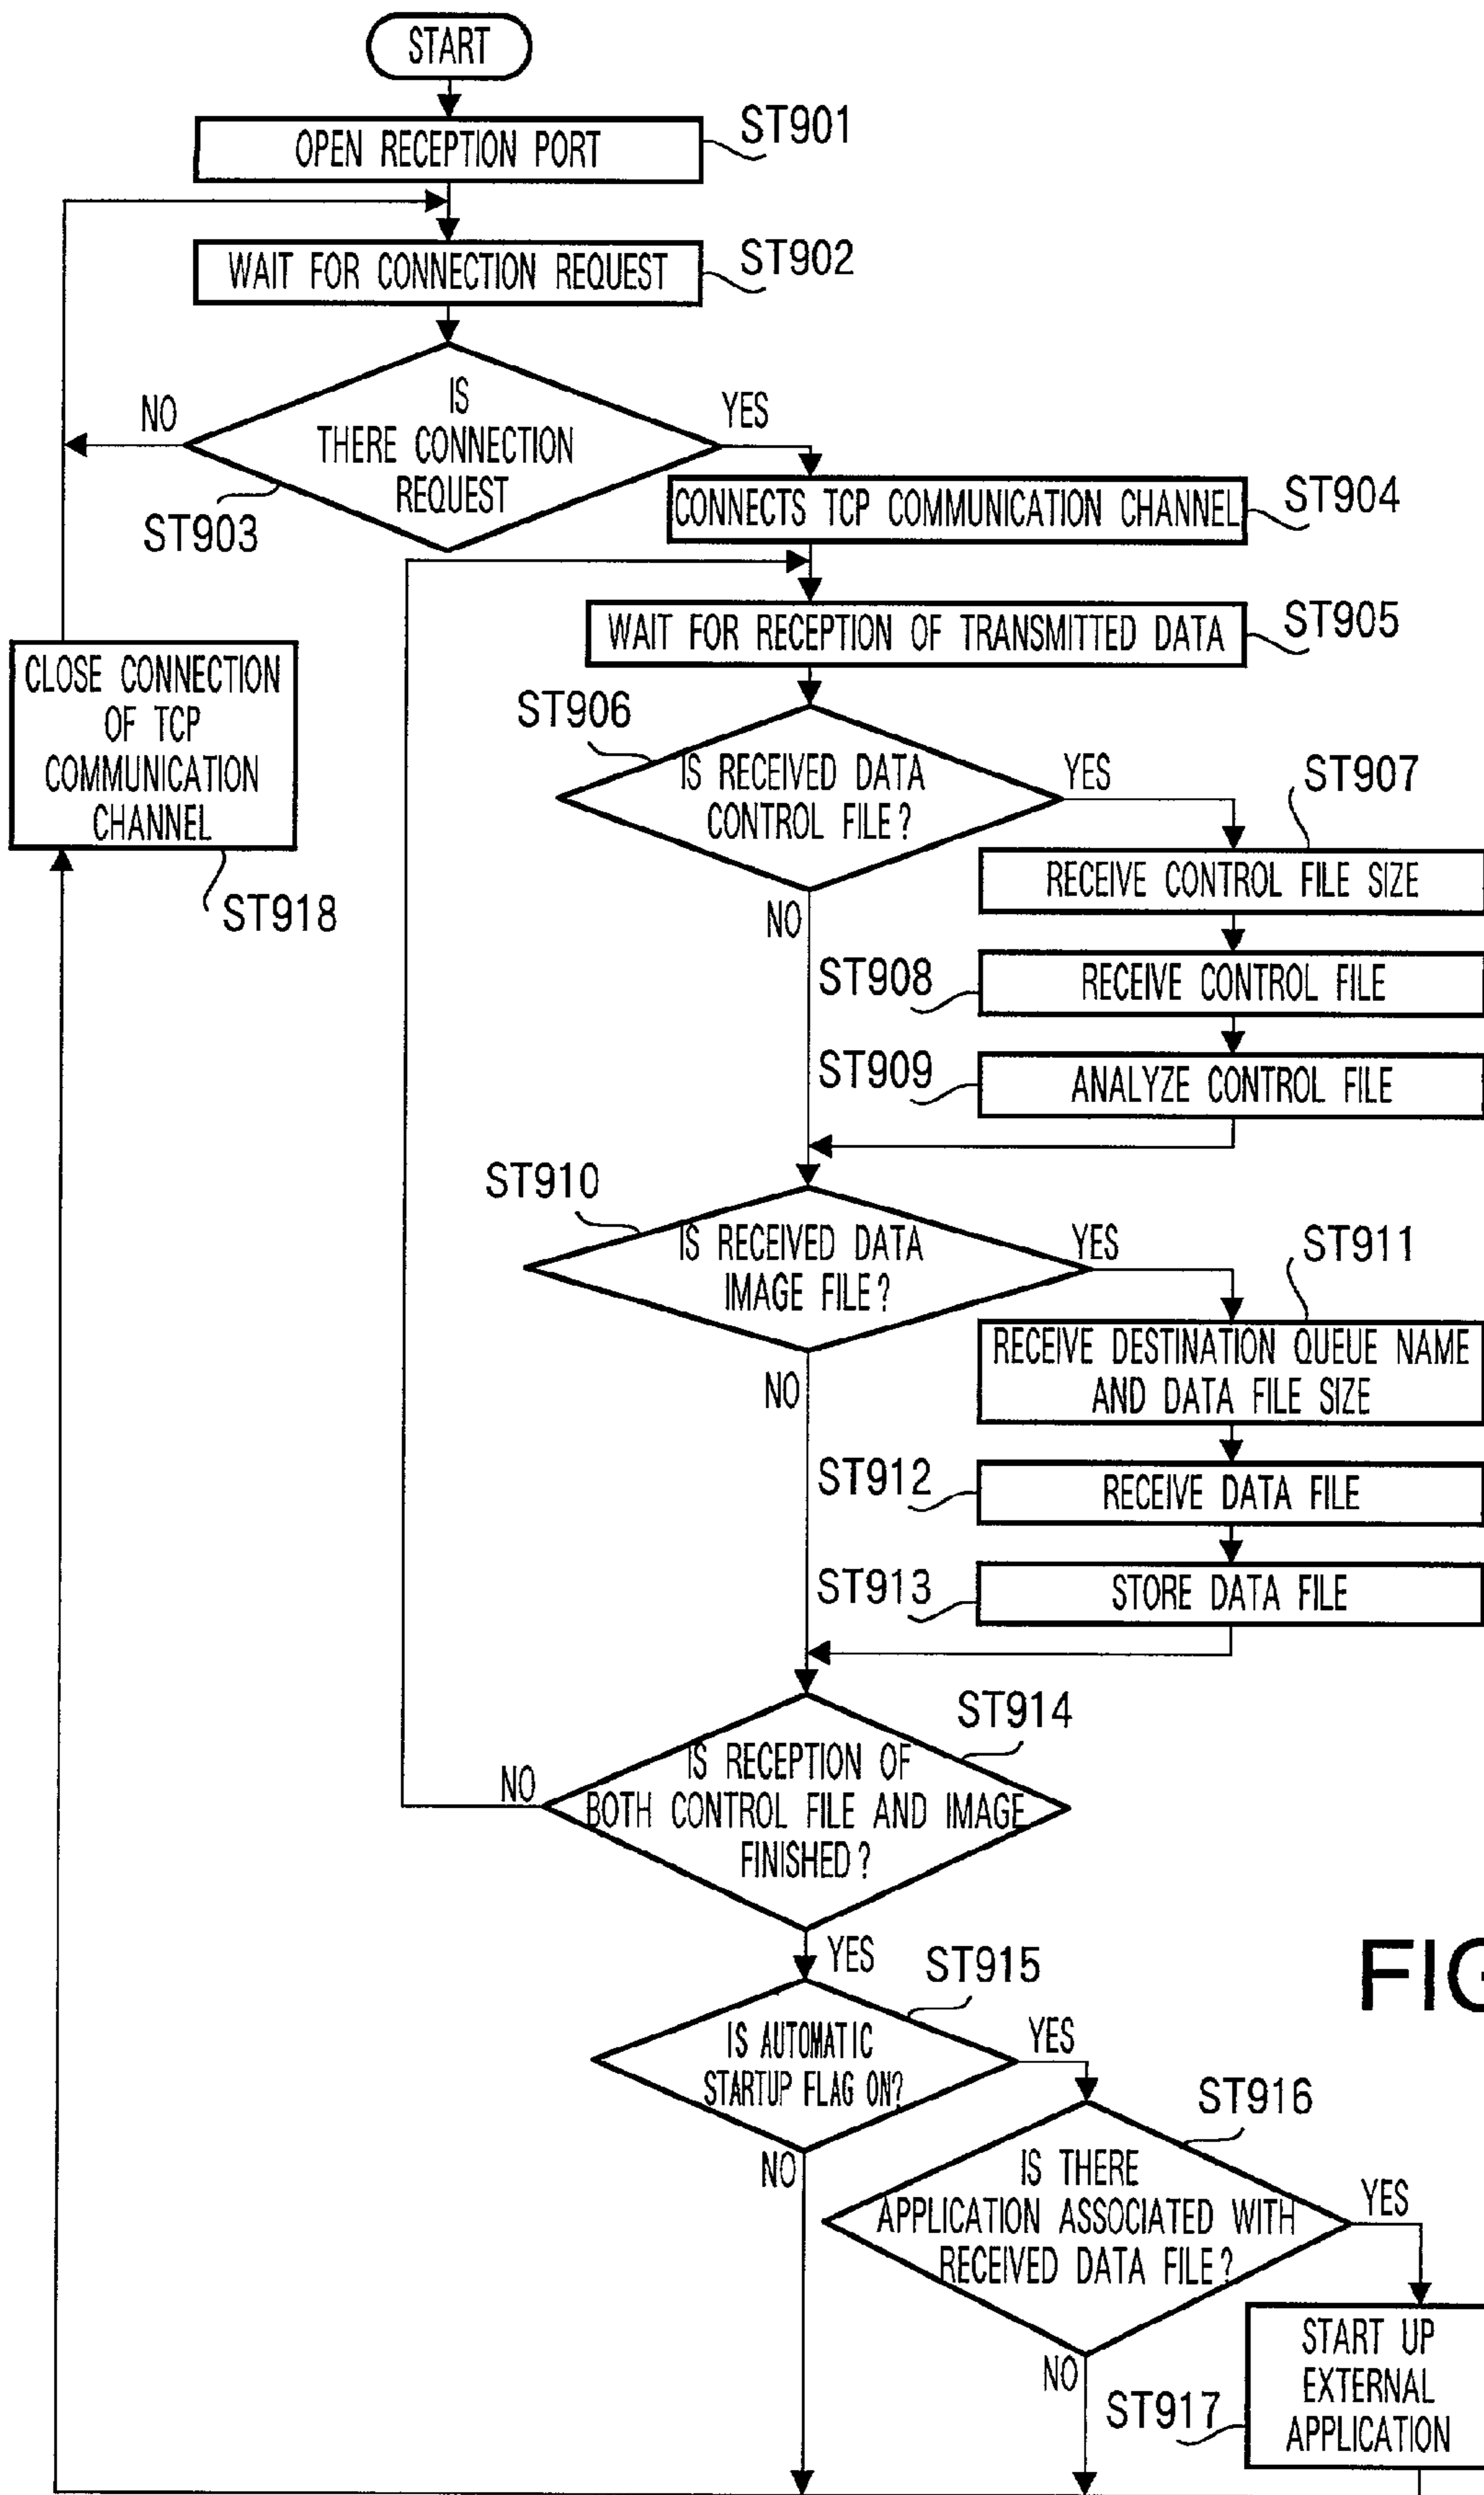 START
OPEN RECEPTION PORT
ST901
WAIT FOR CONNECTION REQUEST
ST902
IS
THERE CONNECTION
REQUEST
NO
YES
ST903
CONNECTS TCP COMMUNICATION CHANNEL
ST904
WAIT FOR RECEPTION OF TRANSMITTED DATA
ST905
CLOSE CONNECTION
OF TCP
COMMUNICATION
CHANNEL
ST918
ST906
IS RECEIVED DATA
CONTROL FILE?
YES
NO
ST907
RECEIVE CONTROL FILE SIZE
ST908
RECEIVE CONTROL FILE
ST909
ANALYZE CONTROL FILE
ST910
IS RECEIVED DATA
IMAGE FILE?
YES
NO
ST911
RECEIVE DESTINATION QUEUE NAME
AND DATA FILE SIZE
ST912
RECEIVE DATA FILE
ST913
STORE DATA FILE
ST914
IS RECEPTION OF
BOTH CONTROL FILE AND IMAGE
FINISHED?
NO
YES
ST915
IS AUTOMATIC
STARTUP FLAG ON?
YES
NO
ST916
IS THERE
APPLICATION ASSOCIATED WITH
RECEIVED DATA FILE?
YES
NO
ST917
START UP
EXTERNAL
APPLICATION